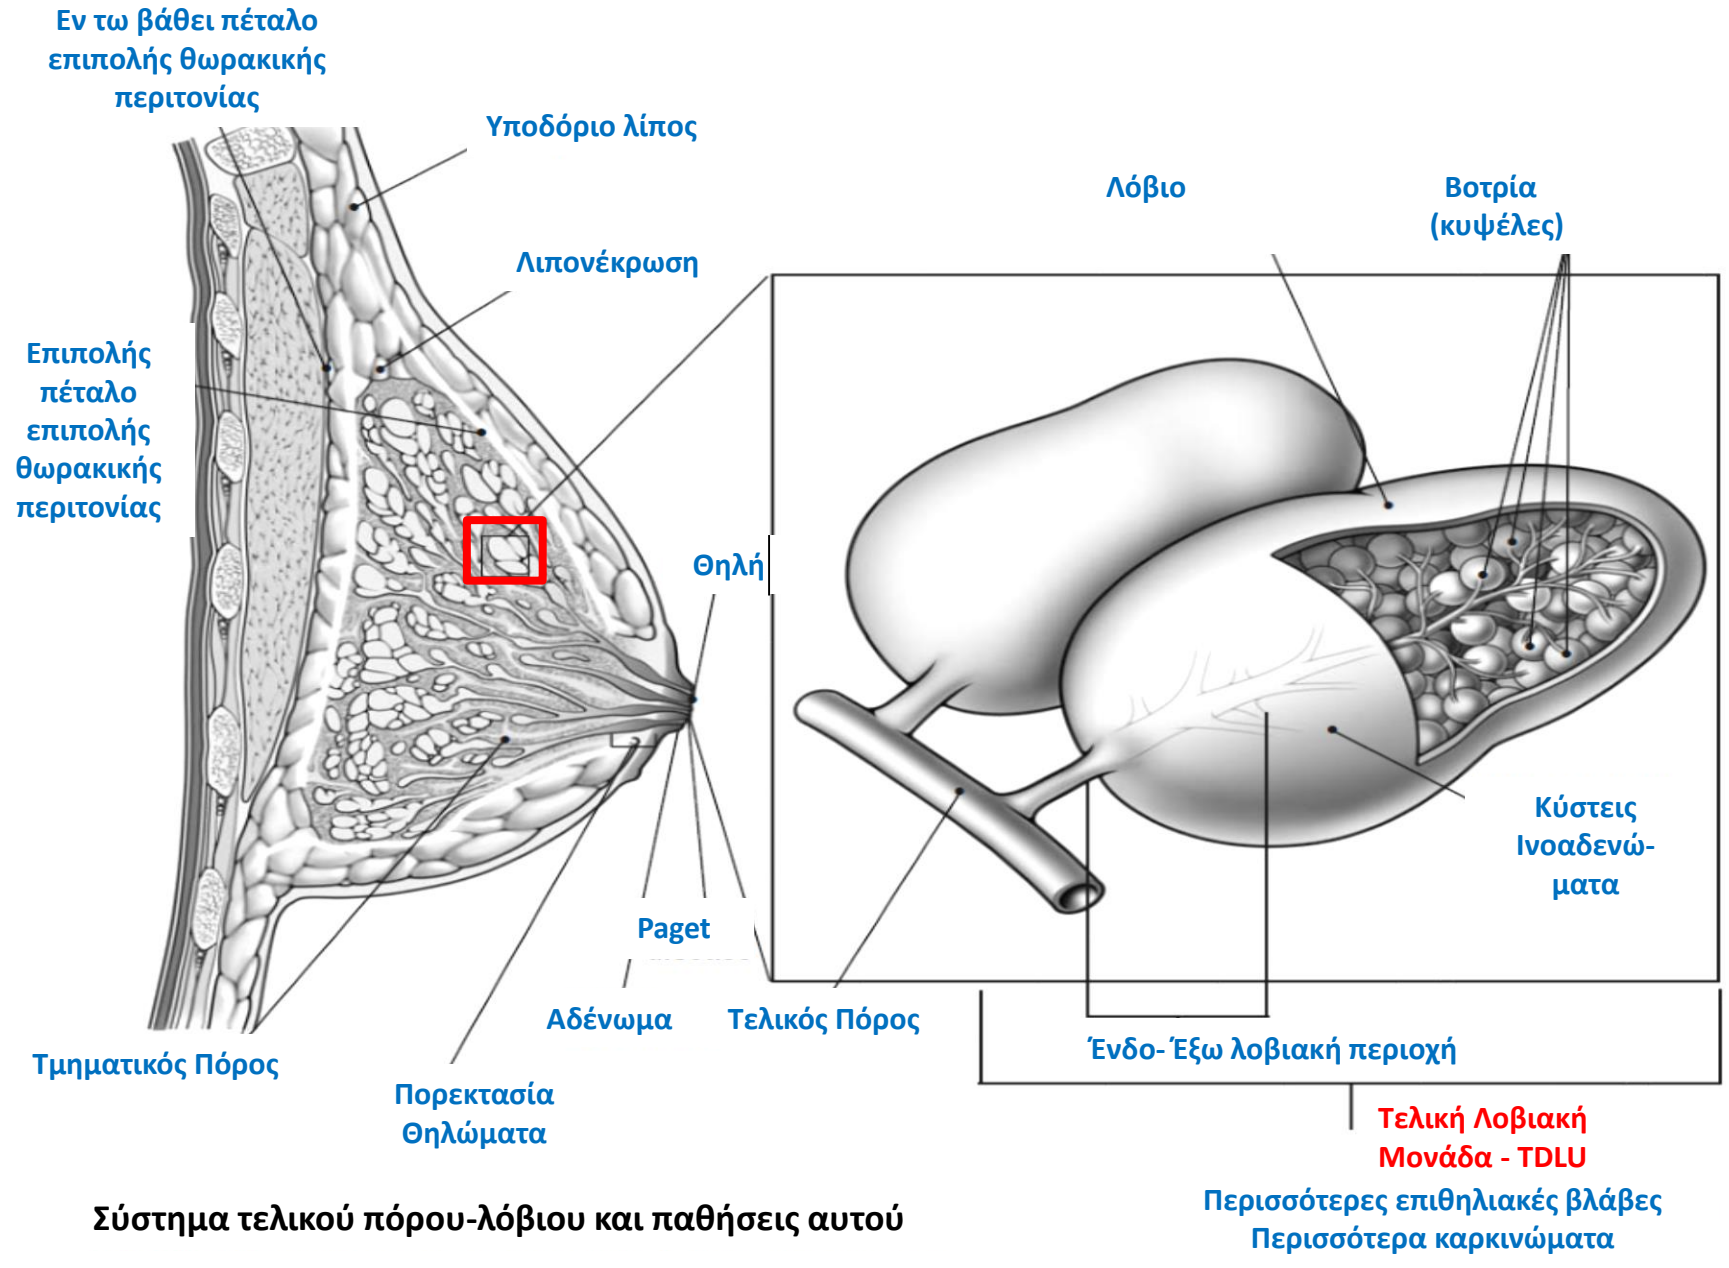 Εν τω βάθει πέταλο
επιπολής θωρακικής
περιτονίας
Υποδόριο λίπος
Λιπονέκρωση
Επιπολής
πέταλο
επιπολής
θωρακικής
περιτονίας
Θηλή
Λόβιο
Βοτρία
(κυψέλες)
Κύστεις
Ινοαδενώ-
ματα
Paget
Αδένωμα
Τελικός Πόρος
Ένδο- Έξω λοβιακή περιοχή
Τμηματικός Πόρος
Πορεκτασία
Θηλώματα
Τελική Λοβιακή
Μονάδα - TDLU
Περισσότερες επιθηλιακές βλάβες
Περισσότερα καρκινώματα
Σύστημα τελικού πόρου-λόβιου και παθήσεις αυτού